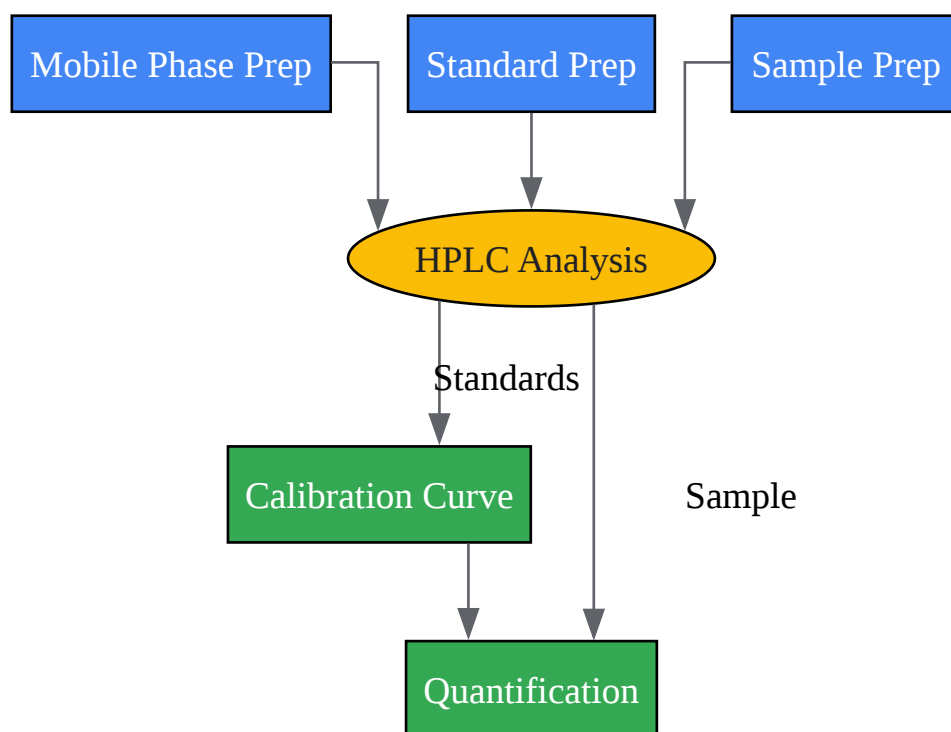 Mobile Phase Prep
Standard Prep
Sample Prep
HPLC Analysis
Standards
Calibration Curve
Sample
Quantification